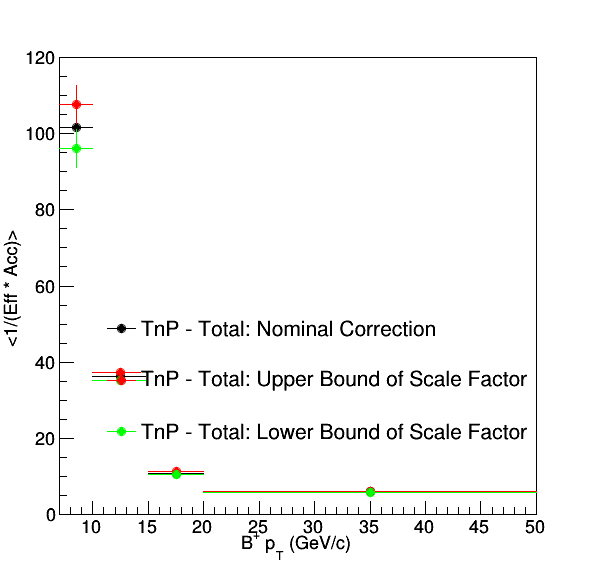 120
100
80
60
40
20
0
<1/(Eff * Acc)>
TnP - Total: Nominal Correction
TnP - Total: Upper Bound of Scale Factor
TnP - Total: Lower Bound of Scale Factor
10 15 20 25 30 35 40 45 50
B+ pT (GeV/c)